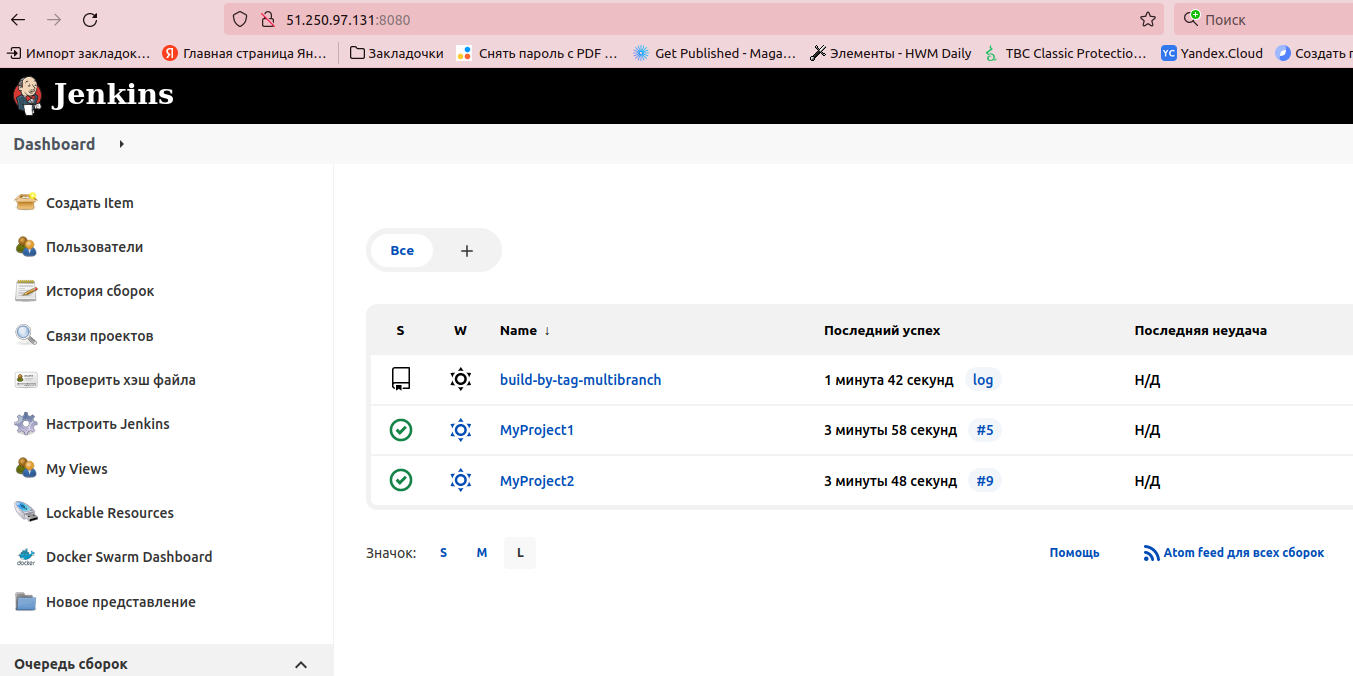 51.250.97.131:8080
Поиск
Импорт закладок… Главная страница Ян… Закладочки Снять пароль с PDF … Get Published - Maga… Элементы - HWM Daily TBC Classic Protectio… YC Yandex.Cloud Создать
Jenkins
Dashboard
Создать Item
Пользователи
История сборок
Связи проектов
Проверить хэш файла
Настроить Jenkins
My Views
Lockable Resources
Docker Swarm Dashboard
Новое представление
Очередь сборок
Все +
S W Name ↓ Последний успех Последняя неудача
build-by-tag-multibranch 1 минута 42 секунд log Н/Д
MyProject1 3 минуты 58 секунд #5 Н/Д
MyProject2 3 минуты 48 секунд #9 Н/Д
Значок: S M L Помощь Atom feed для всех сборок